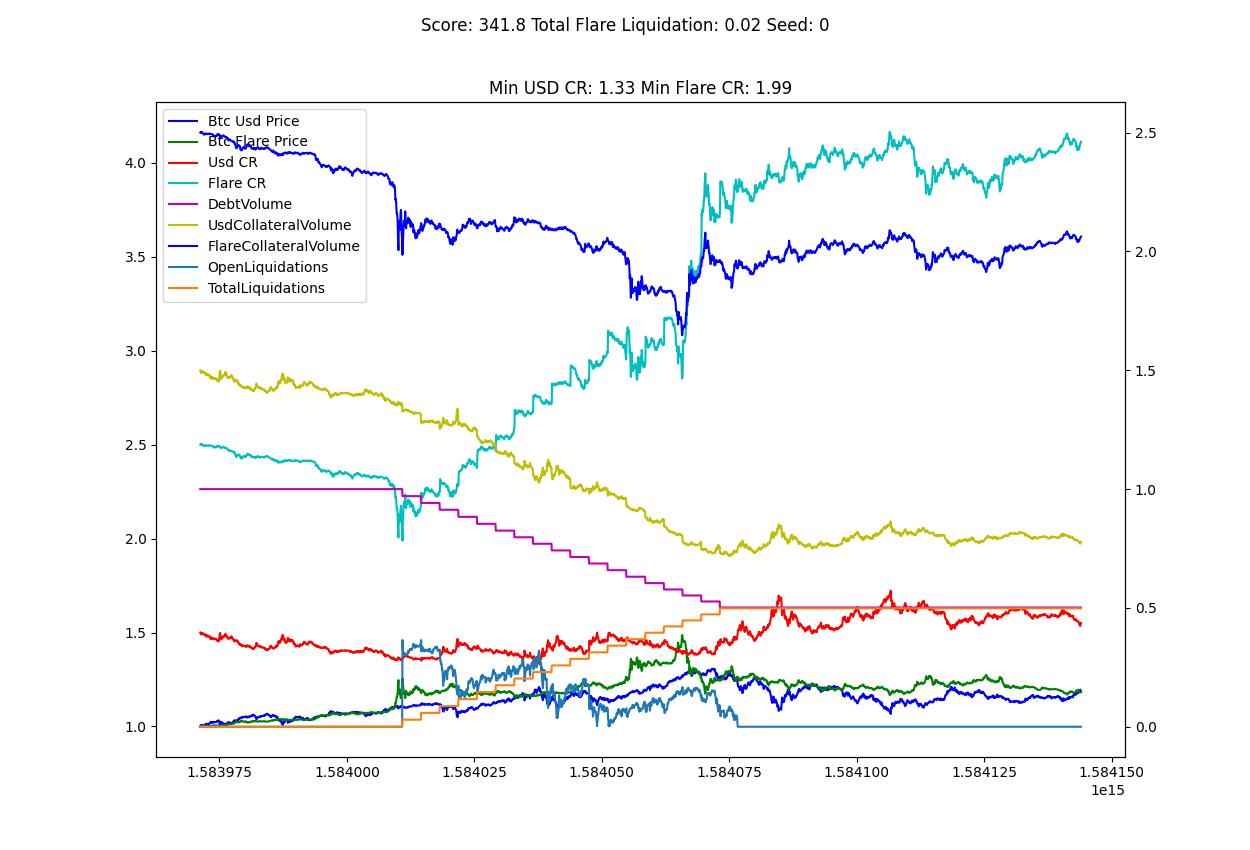 Score: 341.8 Total Flare Liquidation: 0.02 Seed: 0
Min USD CR: 1.33 Min Flare CR: 1.99
Btc Usd Price
Btc Flare Price
Usd CR
Flare CR
DebtVolume
UsdCollateralVolume
FlareCollateralVolume
OpenLiquidations
TotalLiquidations
4.0
3.5
3.0
2.5
2.0
1.5
1.0
2.5
2.0
1.5
1.0
0.5
0.0
1.583975
1.584000
1.584025
1.584050
1.584075
1.584100
1.584125
1.584150
1e15